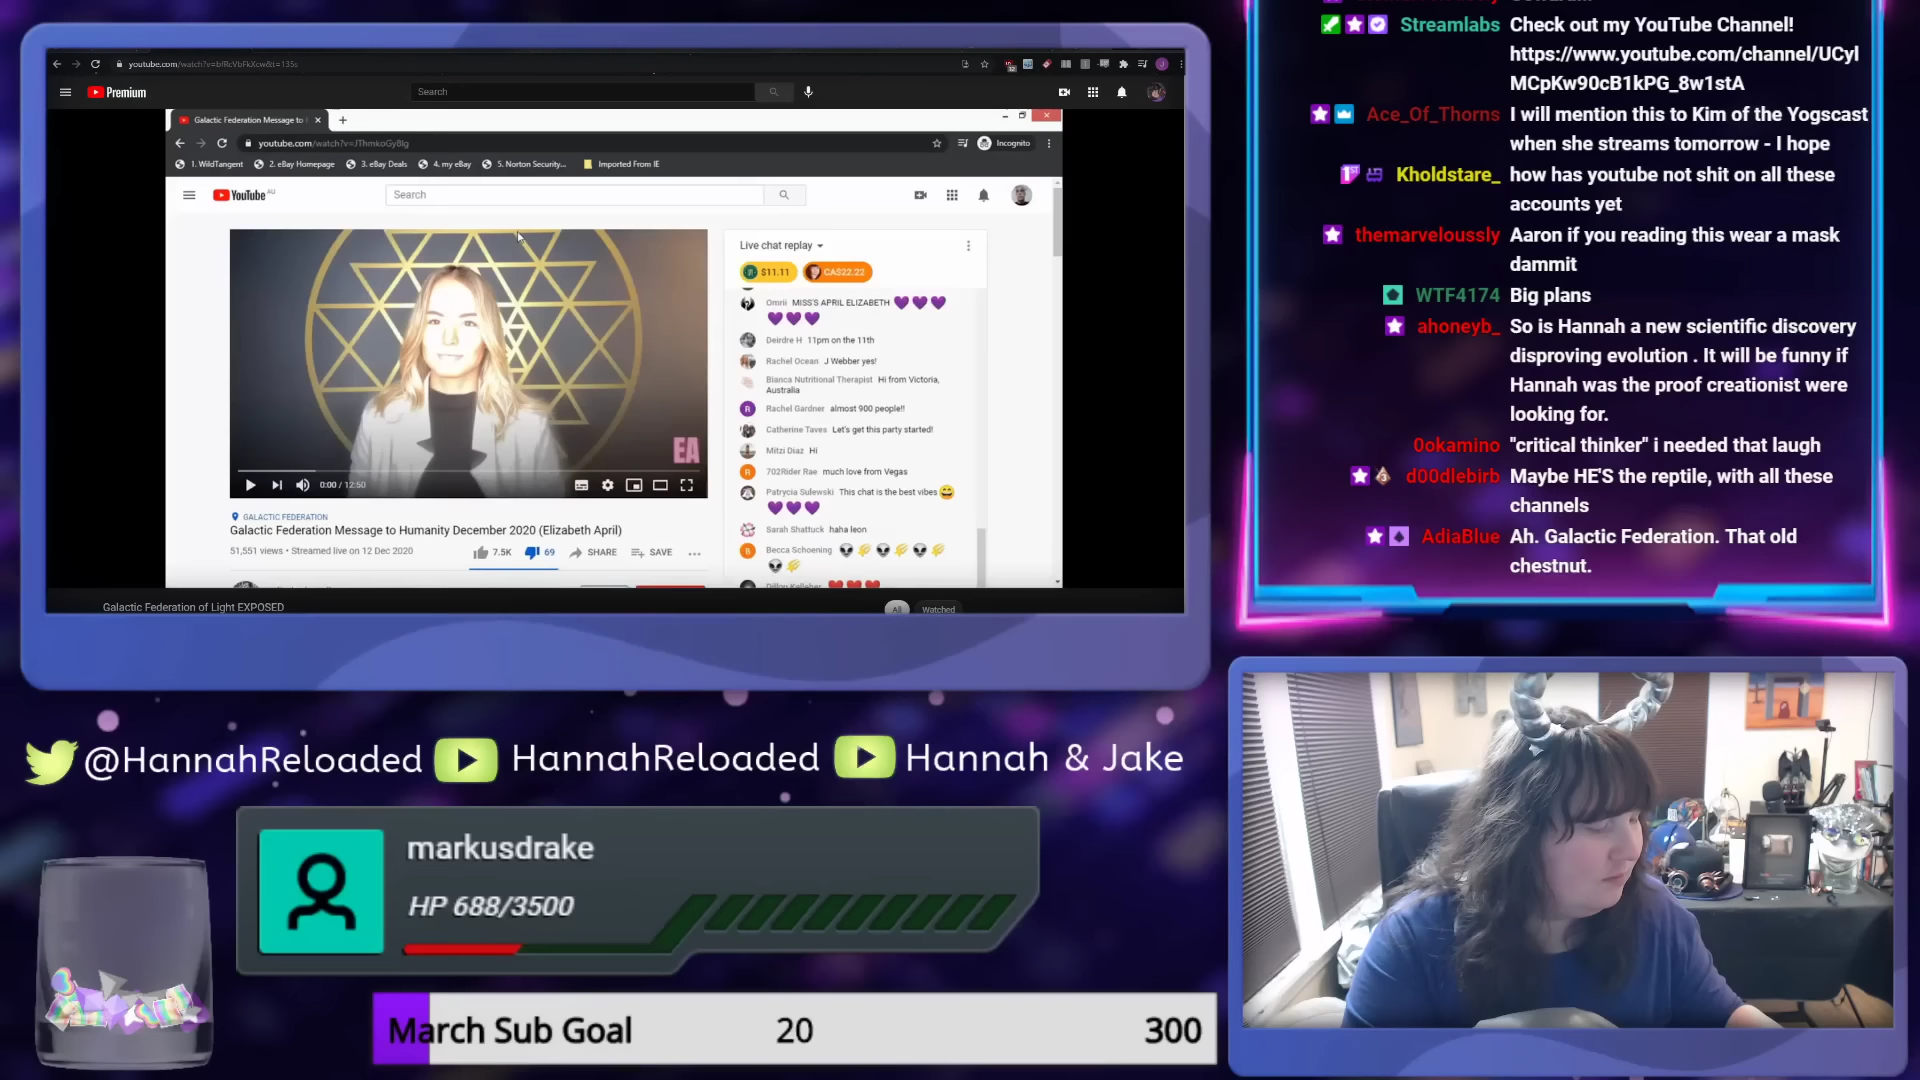 youtube.com/watch?v=bfRcVbFkXcw&t=135s
Premium
Search
Galactic Federation Message to
youtube.com/watch?v=JThmkoGy8lg
Incognito
1. WildTangent
2. eBay Homepage
3. eBay Deals
4. my eBay
5. Norton Security...
Imported From IE
YouTube AU
Search
EA
0:00 / 12:50
GALACTIC FEDERATION
Galactic Federation Message to Humanity December 2020 (Elizabeth April)
51,551 views • Streamed live on 12 Dec 2020
7.5K
69
SHARE
SAVE
Live chat replay
$11.11
CA$22.22
Omrii MISS'S APRIL ELIZABETH 💜💜💜
💜💜💜
Deirdre H 11pm on the 11th
Rachel Ocean J Webber yes!
Bianca Nutritional Therapist Hi from Victoria,
Australia
Rachel Gardner almost 900 people!!
Catherine Taves Let's get this party started!
Mitzi Diaz Hi
702Rider Rae much love from Vegas
Patrycia Sulewski This chat is the best vibes 😄
💜💜💜
Sarah Shattuck haha leon
Becca Schoening
Galactic Federation of Light EXPOSED
All
Watched
Streamlabs Check out my YouTube Channel!
https://www.youtube.com/channel/UCyl
MCpKw90cB1kPG_8w1stA
Ace_Of_Thorns I will mention this to Kim of the Yogscast
when she streams tomorrow - I hope
Kholdstare_ how has youtube not shit on all these
accounts yet
themarveloussly Aaron if you reading this wear a mask
dammit
WTF4174 Big plans
ahoneyb_ So is Hannah a new scientific discovery
disproving evolution . It will be funny if
Hannah was the proof creationist were
looking for.
0okamino "critical thinker" i needed that laugh
d00dlebirb Maybe HE'S the reptile, with all these
channels
AdiaBlue Ah. Galactic Federation. That old
chestnut.
@HannahReloaded
HannahReloaded
Hannah & Jake
markusdrake
HP 688/3500
March Sub Goal
20
300